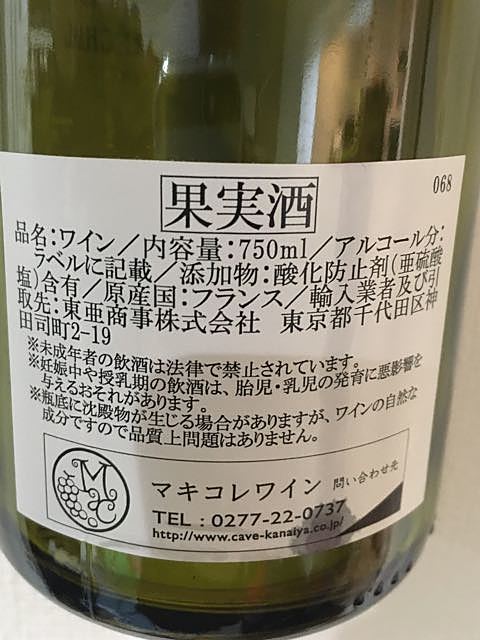 068
果実酒
品名:ワイン／内容量:750ml／アルコール分:
ラベルに記載／添加物:酸化防止剤(亜硫酸
塩)含有／原産国:フランス／輸入業者及び引
取先:東亜商事株式会社 東京都千代田区神
田司町2-19
※未成年者の飲酒は法律で禁止されています。
※妊娠中や授乳期の飲酒は、胎児・乳児の発育に悪影響を
与えるおそれがあります。
※瓶底に沈殿物が生じる場合がありますが、ワインの自然な
成分ですので品質上問題はありません。
マキコレワイン 問い合わせ先
TEL : 0277-22-0737
http://www.cave-kanaiya.co.jp/